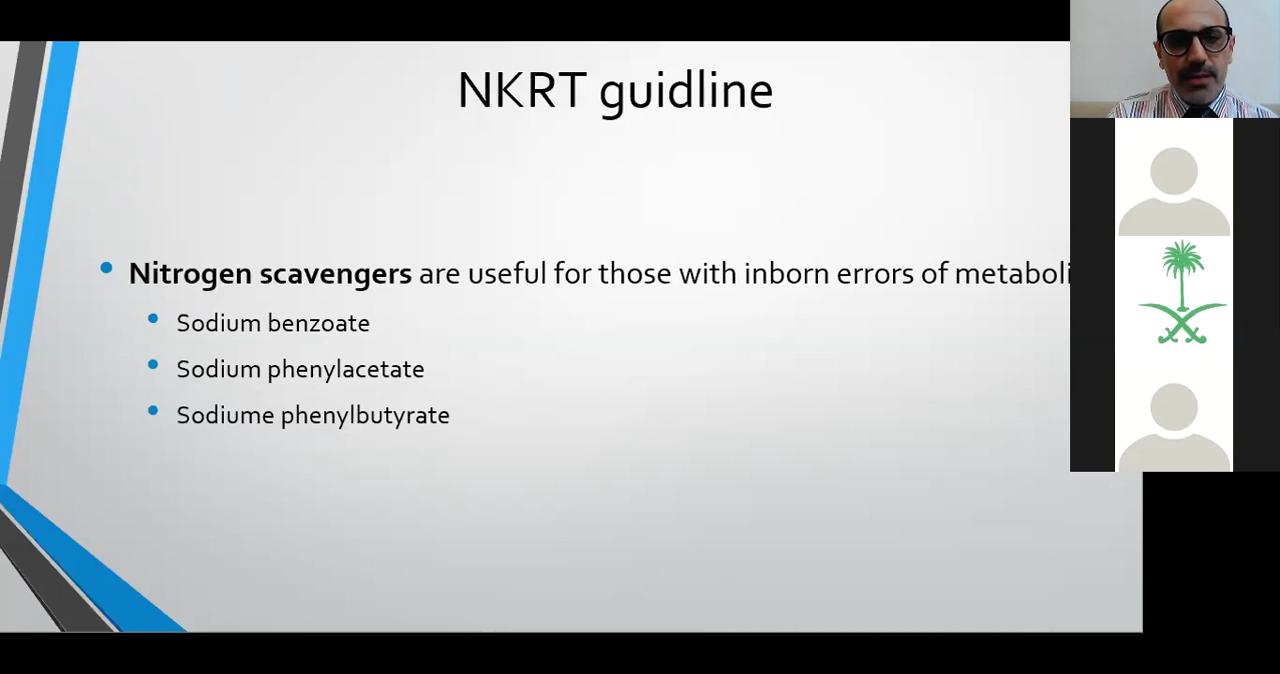 NKRT guidline
Nitrogen scavengers are useful for those with inborn errors of metaboli
Sodium benzoate
Sodium phenylacetate
Sodiume phenylbutyrate